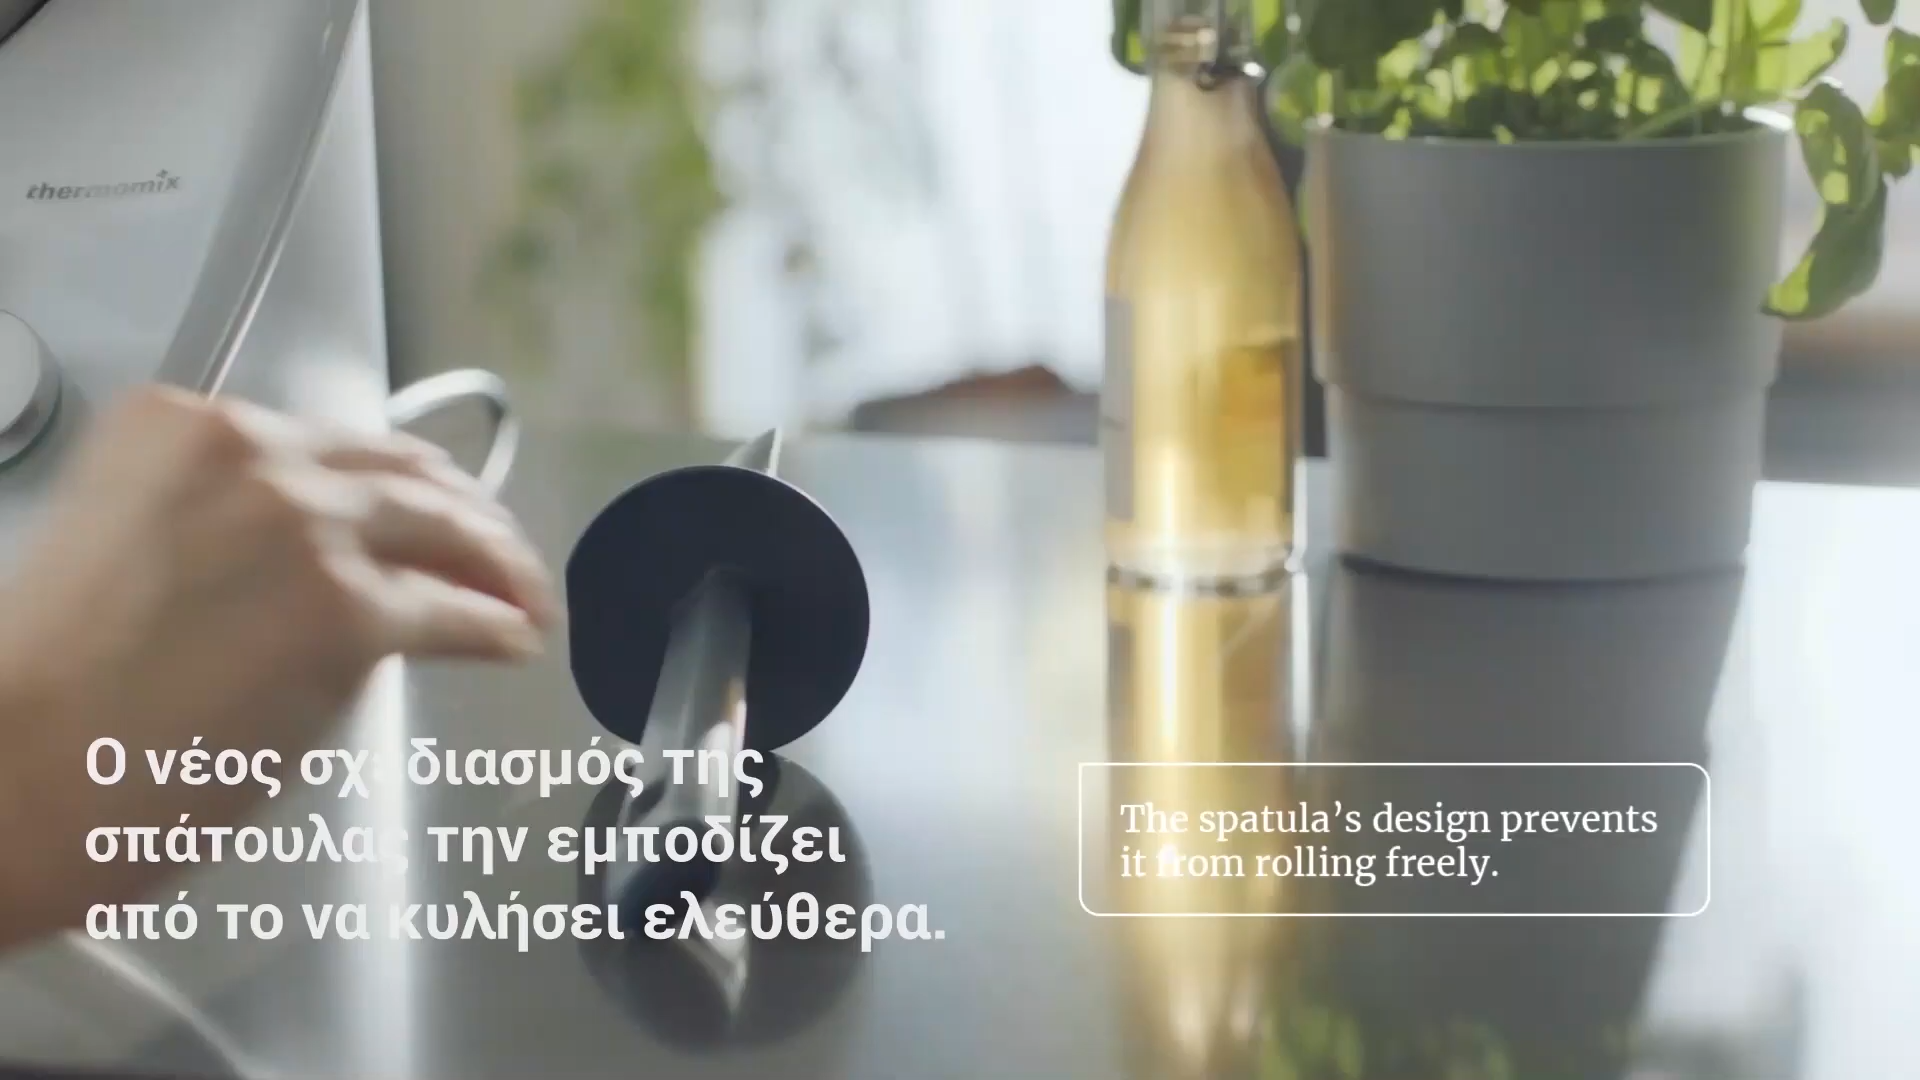 thermomix
Ο νέος σχεδιασμός της
σπάτουλας την εμποδίζει
από το να κυλήσει ελεύθερα.
The spatula’s design prevents
it from rolling freely.